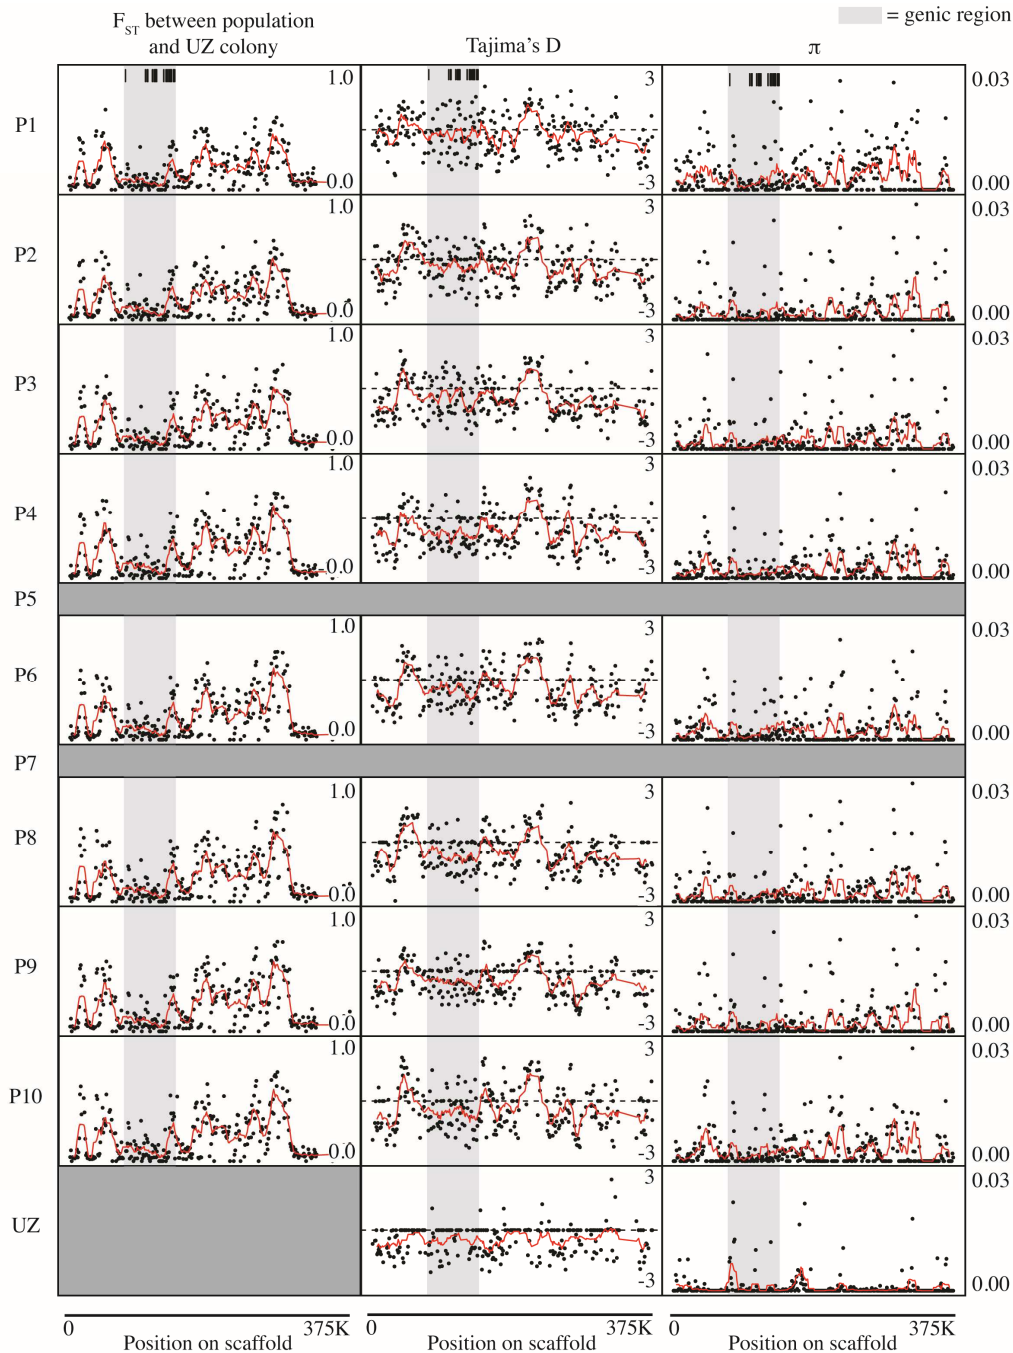 F_ST between population
and UZ colony
Tajima's D
π
= genic region
P1
1.0
0.0
3
-3
0.03
0.00
P2
1.0
0.0
3
-3
0.03
0.00
P3
1.0
0.0
3
-3
0.03
0.00
P4
1.0
0.0
3
-3
0.03
0.00
P5
P6
1.0
0.0
3
-3
0.03
0.00
P7
P8
1.0
0.0
3
-3
0.03
0.00
P9
1.0
0.0
3
-3
0.03
0.00
P10
1.0
0.0
3
-3
0.03
0.00
UZ
3
-3
0.03
0.00
0 375K
Position on scaffold
0 375K
Position on scaffold
0 375K
Position on scaffold